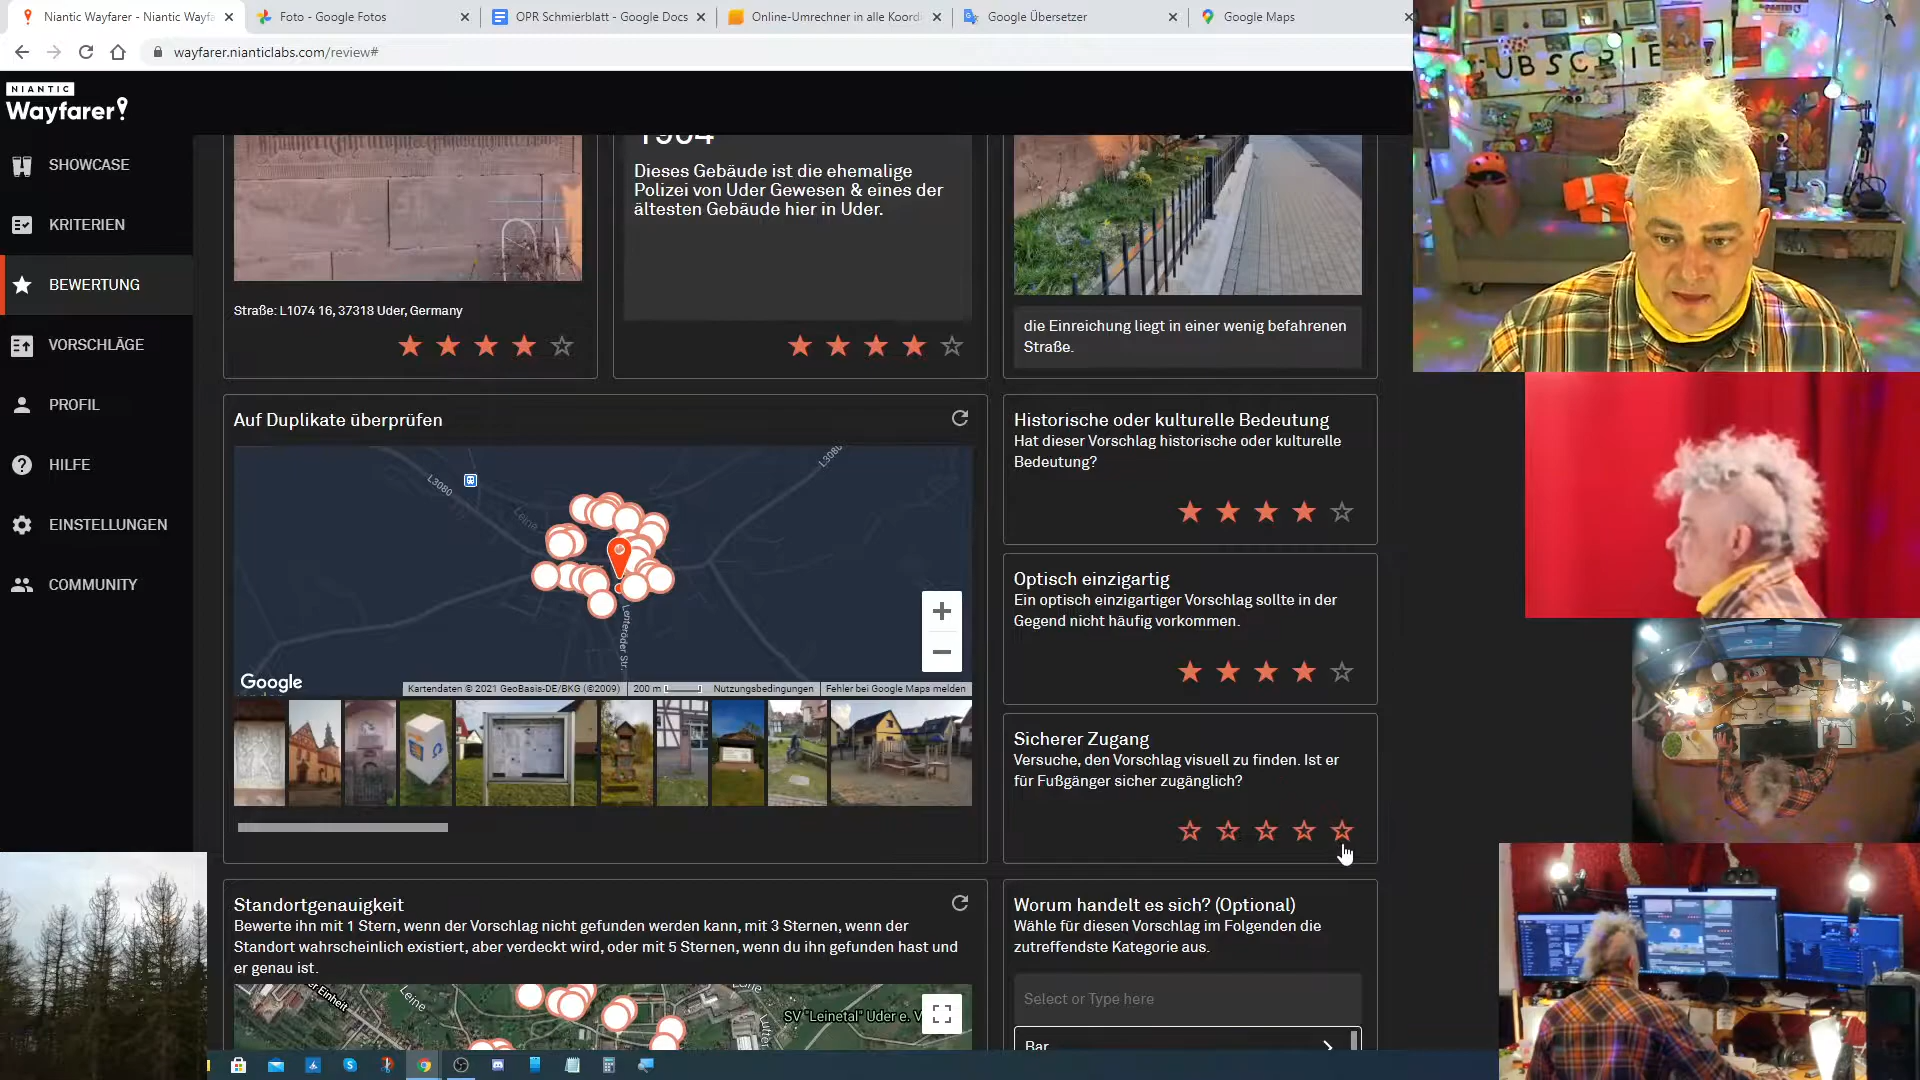 Niantic Wayfarer - Niantic Wayfa
Foto - Google Fotos
OPR Schmierblatt - Google Docs
Online-Umrechner in alle Koord
Google Übersetzer
Google Maps
wayfarer.nianticlabs.com/review#
NIANTIC
Wayfarer
SUBSCRIBE
SHOWCASE
KRITERIEN
BEWERTUNG
VORSCHLÄGE
PROFIL
HILFE
EINSTELLUNGEN
COMMUNITY
Straße: L1074 16, 37318 Uder, Germany
1904
Dieses Gebäude ist die ehemalige
Polizei von Uder Gewesen & eines der
ältesten Gebäude hier in Uder.
die Einreichung liegt in einer wenig befahrenen
Straße.
Auf Duplikate überprüfen
L3080
L3080
Leine
Lenteröder Str.
Google
Kartendaten © 2021 GeoBasis-DE/BKG (©2009)
200 m
Nutzungsbedingungen
Fehler bei Google Maps melden
Historische oder kulturelle Bedeutung
Hat dieser Vorschlag historische oder kulturelle
Bedeutung?
Optisch einzigartig
Ein optisch einzigartiger Vorschlag sollte in der
Gegend nicht häufig vorkommen.
Sicherer Zugang
Versuche, den Vorschlag visuell zu finden. Ist er
für Fußgänger sicher zugänglich?
Standortgenauigkeit
Bewerte ihn mit 1 Stern, wenn der Vorschlag nicht gefunden werden kann, mit 3 Sternen, wenn der
Standort wahrscheinlich existiert, aber verdeckt wird, oder mit 5 Sternen, wenn du ihn gefunden hast und
er genau ist.
er Einheit
Leine
Leine
SV "Leinetal" Uder e. V
Worum handelt es sich? (Optional)
Wähle für diesen Vorschlag im Folgenden die
zutreffendste Kategorie aus.
Select or Type here
Bar